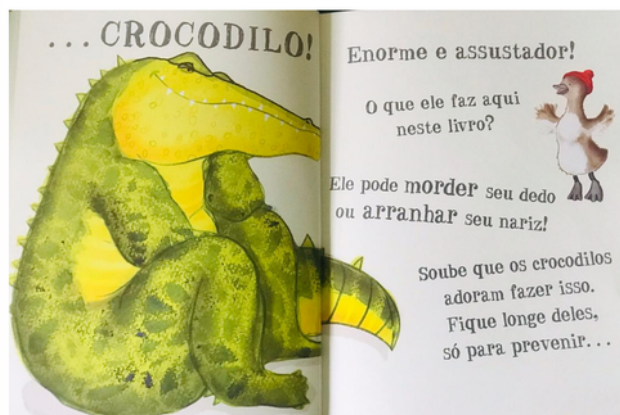 ...CROCODILO!
Enorme e assustador!
O que ele faz aqui
neste livro?
Ele pode morder seu dedo
ou arranhar seu nariz!
Soube que os crocodilos
adoram fazer isso.
Fique longe deles,
só para prevenir...